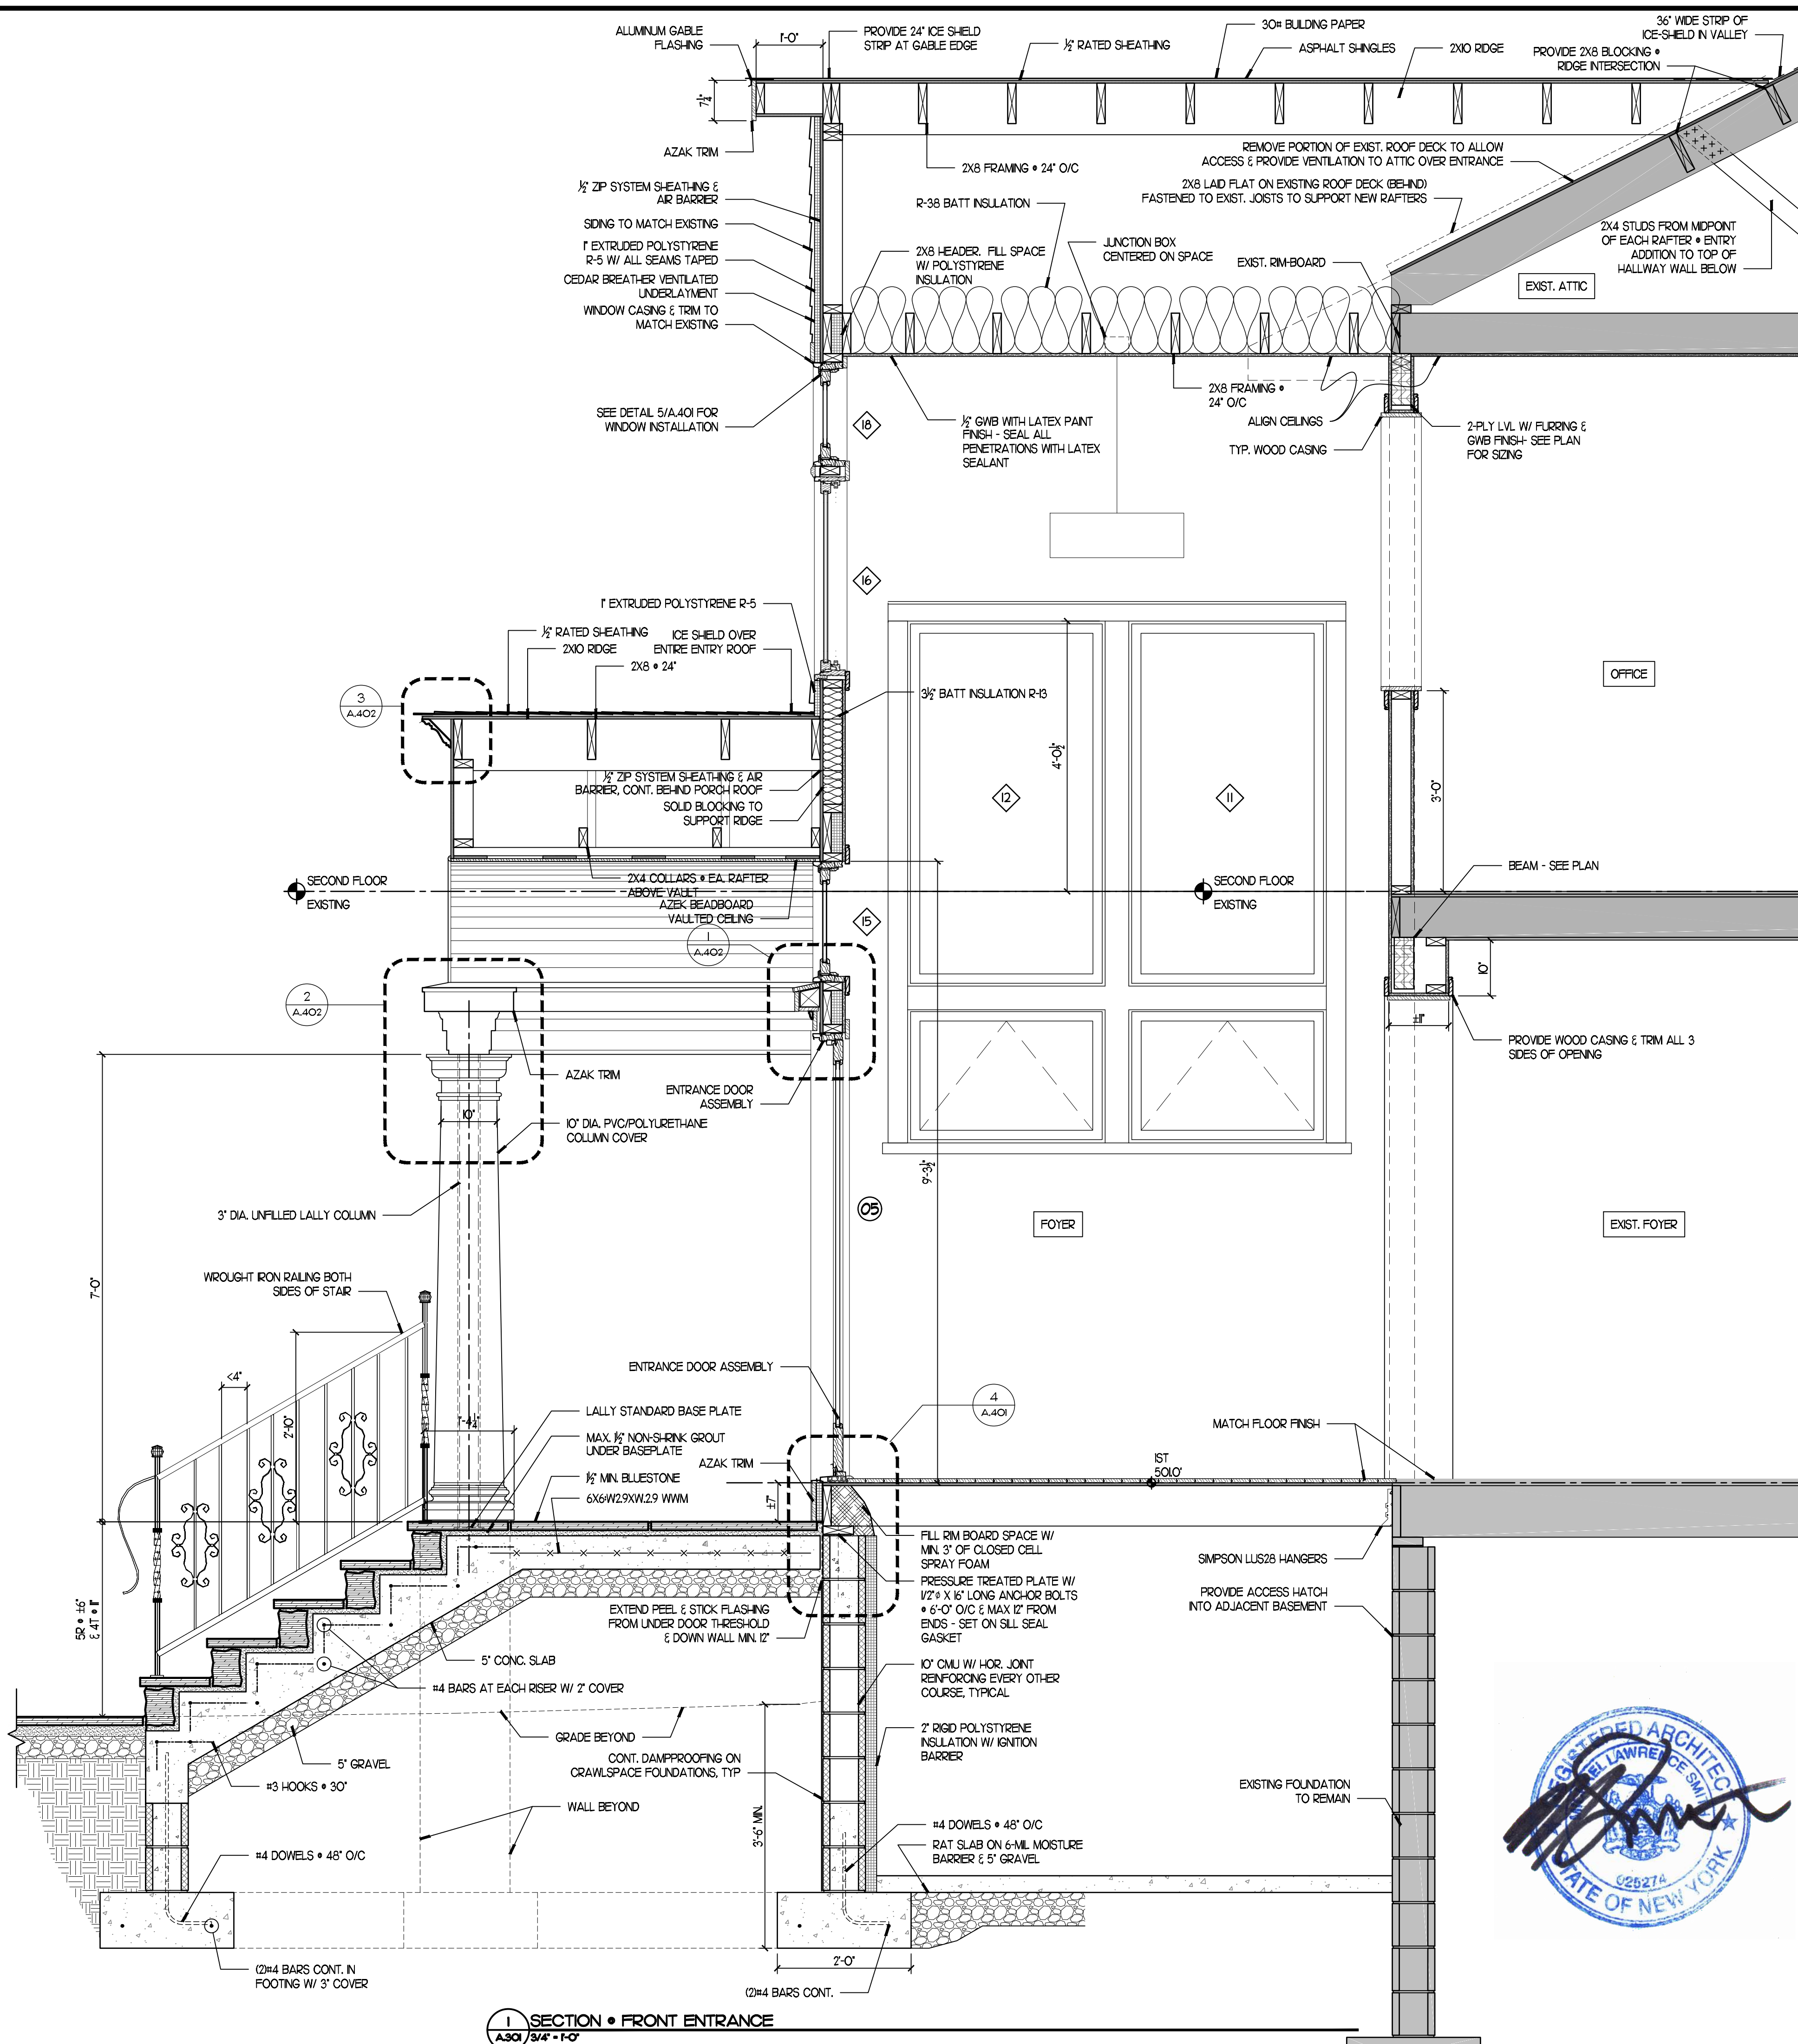 ALUMINUM GABLE
FLASHING
1'-0"
PROVIDE 24" ICE SHIELD
STRIP AT GABLE EDGE
½" RATED SHEATHING
30# BUILDING PAPER
ASPHALT SHINGLES
2X10 RIDGE
36" WIDE STRIP OF
ICE-SHIELD IN VALLEY
PROVIDE 2X8 BLOCKING @
RIDGE INTERSECTION
7¼"
AZAK TRIM
2X8 FRAMING @ 24" O/C
REMOVE PORTION OF EXIST. ROOF DECK TO ALLOW
ACCESS & PROVIDE VENTILATION TO ATTIC OVER ENTRANCE
2X8 LAID FLAT ON EXISTING ROOF DECK (BEHIND)
FASTENED TO EXIST. JOISTS TO SUPPORT NEW RAFTERS
½" ZIP SYSTEM SHEATHING &
AIR BARRIER
SIDING TO MATCH EXISTING
1" EXTRUDED POLYSTYRENE
R-5 W/ ALL SEAMS TAPED
CEDAR BREATHER VENTILATED
UNDERLAYMENT
WINDOW CASING & TRIM TO
MATCH EXISTING
R-38 BATT INSULATION
2X8 HEADER. FILL SPACE
W/ POLYSTYRENE
INSULATION
JUNCTION BOX
CENTERED ON SPACE
EXIST. RIM-BOARD
2X4 STUDS FROM MIDPOINT
OF EACH RAFTER @ ENTRY
ADDITION TO TOP OF
HALLWAY WALL BELOW
EXIST. ATTIC
SEE DETAIL 5/A.401 FOR
WINDOW INSTALLATION
18
½" GWB WITH LATEX PAINT
FINISH - SEAL ALL
PENETRATIONS WITH LATEX
SEALANT
2X8 FRAMING @
24" O/C
ALIGN CEILINGS
TYP. WOOD CASING
2-PLY LVL W/ FURRING &
GWB FINISH- SEE PLAN
FOR SIZING
16
1" EXTRUDED POLYSTYRENE R-5
½" RATED SHEATHING
2X10 RIDGE
2X8 @ 24"
ICE SHIELD OVER
ENTIRE ENTRY ROOF
OFFICE
3
A.402
3½" BATT INSULATION R-13
4'-0½"
12
11
3'-0"
½" ZIP SYSTEM SHEATHING & AIR
BARRIER, CONT. BEHIND PORCH ROOF
SOLID BLOCKING TO
SUPPORT RIDGE
SECOND FLOOR
EXISTING
2X4 COLLARS @ EA. RAFTER
ABOVE VAULT
AZEK BEADBOARD
VAULTED CEILING
SECOND FLOOR
EXISTING
BEAM - SEE PLAN
15
1
A.402
10"
2
A.402
±11"
PROVIDE WOOD CASING & TRIM ALL 3
SIDES OF OPENING
AZAK TRIM
ENTRANCE DOOR
ASSEMBLY
10"
10" DIA. PVC/POLYURETHANE
COLUMN COVER
9'-3½"
3" DIA. UNFILLED LALLY COLUMN
05
FOYER
EXIST. FOYER
7'-0"
WROUGHT IRON RAILING BOTH
SIDES OF STAIR
<4"
2'-10"
ENTRANCE DOOR ASSEMBLY
4
A.401
1'-4¼"
LALLY STANDARD BASE PLATE
MAX. ½" NON-SHRINK GROUT
UNDER BASEPLATE
AZAK TRIM
½" MIN. BLUESTONE
6X6W2.9XW.2.9 WWM
MATCH FLOOR FINISH
1ST
501.0'
±7"
FILL RIM BOARD SPACE W/
MIN. 3" OF CLOSED CELL
SPRAY FOAM
SIMPSON LUS28 HANGERS
PRESSURE TREATED PLATE W/
1/2"ø X 16" LONG ANCHOR BOLTS
@ 6'-0" O/C & MAX 12" FROM
ENDS - SET ON SILL SEAL
GASKET
PROVIDE ACCESS HATCH
INTO ADJACENT BASEMENT
5R @ ±6"
& 4T @ 11"
EXTEND PEEL & STICK FLASHING
FROM UNDER DOOR THRESHOLD
& DOWN WALL MIN. 12"
5" CONC. SLAB
#4 BARS AT EACH RISER W/ 2" COVER
10" CMU W/ HOR. JOINT
REINFORCING EVERY OTHER
COURSE, TYPICAL
GRADE BEYOND
5" GRAVEL
#3 HOOKS @ 30"
CONT. DAMPPROOFING ON
CRAWLSPACE FOUNDATIONS, TYP
2" RIGID POLYSTYRENE
INSULATION W/ IGNITION
BARRIER
WALL BEYOND
3'-6" MIN.
EXISTING FOUNDATION
TO REMAIN
#4 DOWELS @ 48" O/C
#4 DOWELS @ 48" O/C
RAT SLAB ON 6-MIL MOISTURE
BARRIER & 5" GRAVEL
(2)#4 BARS CONT. IN
FOOTING W/ 3" COVER
2'-0"
(2)#4 BARS CONT.
REGISTERED ARCHITECT
LAWRENCE SMITH
025274
STATE OF NEW YORK
1
A.301
SECTION @ FRONT ENTRANCE
3/4" = 1'-0"